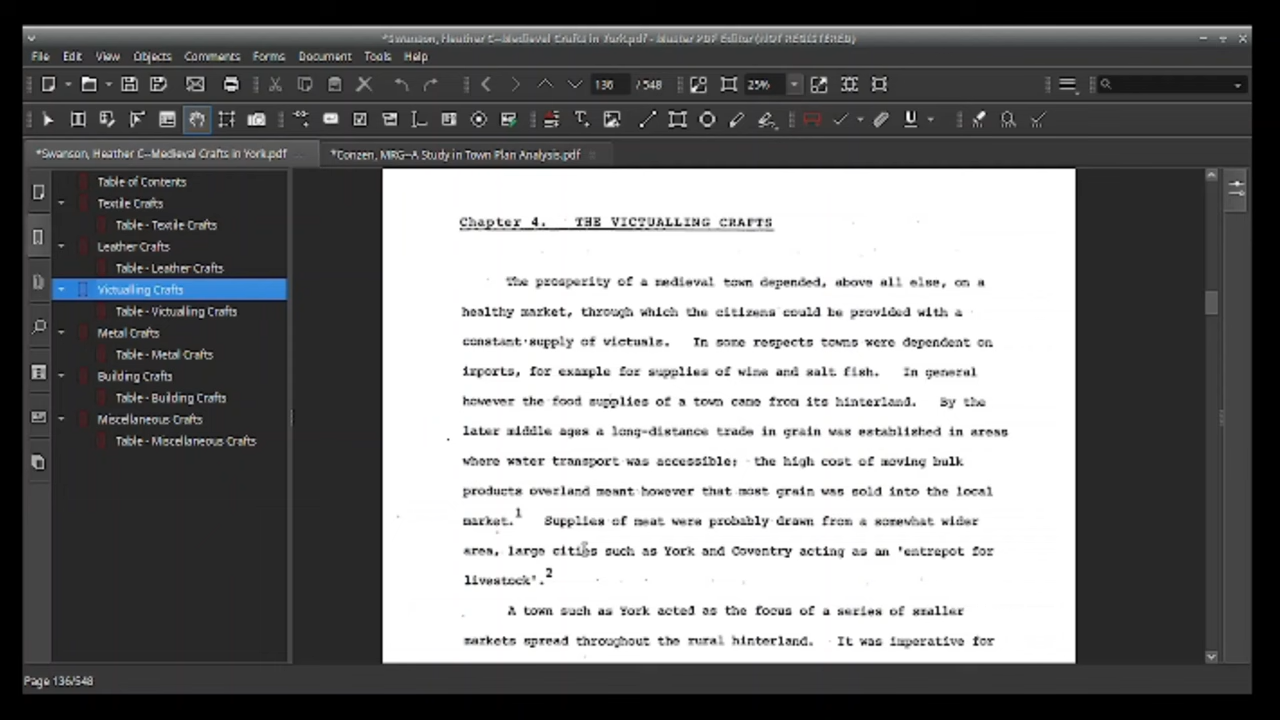 *Swanson, Heather C--Medieval Crafts in York.pdf - Master PDF Editor (NOT REGISTERED)
File Edit View Objects Comments Forms Document Tools Help
136 / 548 25%
*Swanson, Heather C--Medieval Crafts in York.pdf
*Conzen, MRG--A Study in Town Plan Analysis.pdf
Table of Contents
Textile Crafts
Table - Textile Crafts
Leather Crafts
Table - Leather Crafts
Victualling Crafts
Table - Victualling Crafts
Metal Crafts
Table - Metal Crafts
Building Crafts
Table - Building Crafts
Miscellaneous Crafts
Table - Miscellaneous Crafts
Chapter 4. THE VICTUALLING CRAFTS
The prosperity of a medieval town depended, above all else, on a
healthy market, through which the citizens could be provided with a
constant supply of victuals. In some respects towns were dependent on
imports, for example for supplies of wine and salt fish. In general
however the food supplies of a town came from its hinterland. By the
later middle ages a long-distance trade in grain was established in areas
where water transport was accessible; the high cost of moving bulk
products overland meant however that most grain was sold into the local
market.1 Supplies of meat were probably drawn from a somewhat wider
area, large cities such as York and Coventry acting as an 'entrepot for
livestock'.2
A town such as York acted as the focus of a series of smaller
markets spread throughout the rural hinterland. It was imperative for
Page 136/548